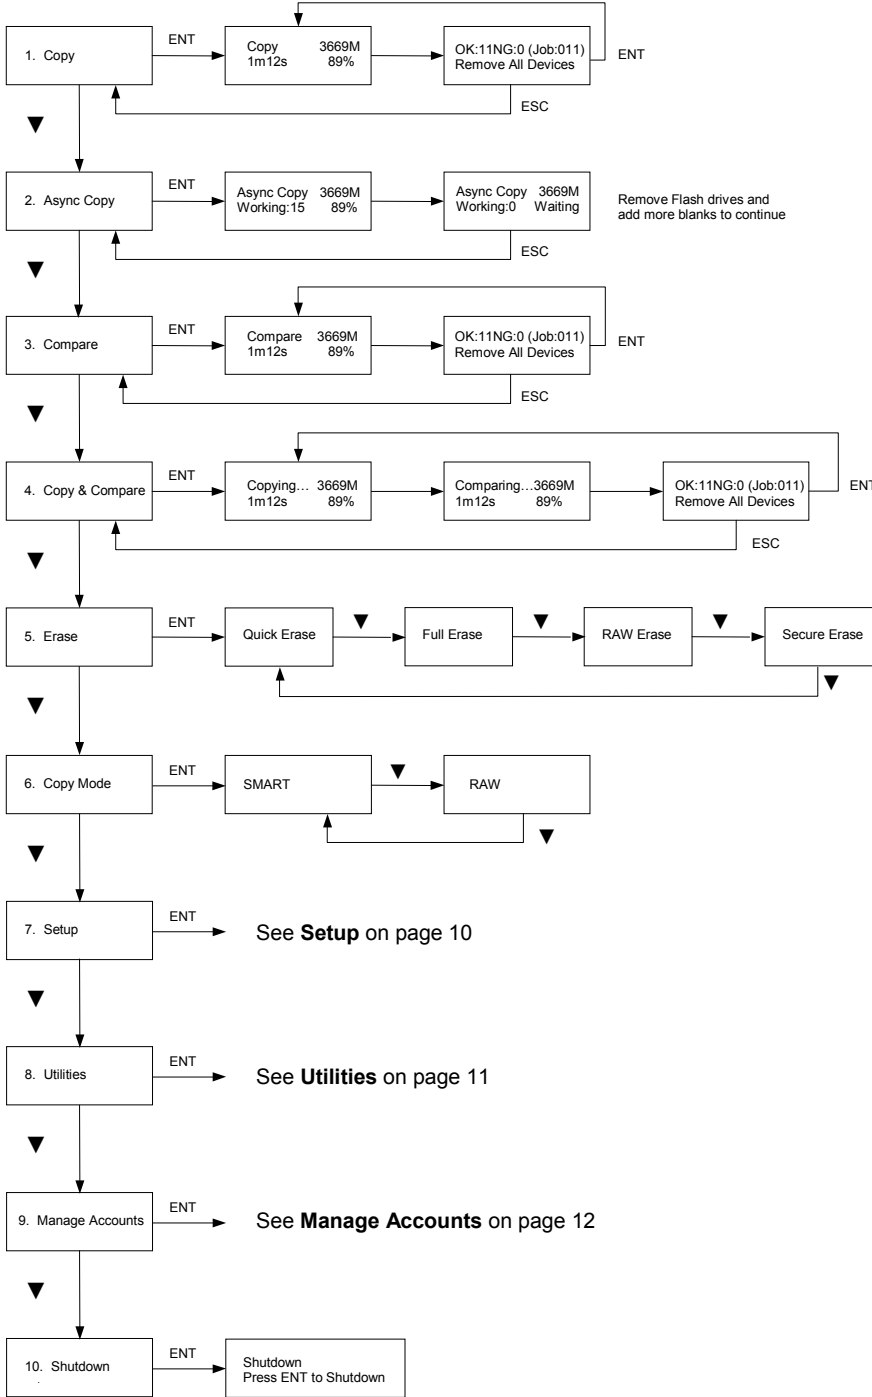 1. Copy
ENT
Copy 3669M
1m12s 89%
OK:11NG:0 (Job:011)
Remove All Devices
ENT
ESC
▼
2. Async Copy
ENT
Async Copy 3669M
Working:15 89%
Async Copy 3669M
Working:0 Waiting
Remove Flash drives and
add more blanks to continue
ESC
▼
3. Compare
ENT
Compare 3669M
1m12s 89%
OK:11NG:0 (Job:011)
Remove All Devices
ENT
ESC
▼
4. Copy & Compare
ENT
Copying... 3669M
1m12s 89%
Comparing...3669M
1m12s 89%
OK:11NG:0 (Job:011)
Remove All Devices
ENT
ESC
▼
5. Erase
ENT
Quick Erase
▼
Full Erase
▼
RAW Erase
▼
Secure Erase
▼
▼
6. Copy Mode
ENT
SMART
▼
RAW
▼
▼
7. Setup
ENT
See Setup on page 10
▼
8. Utilities
ENT
See Utilities on page 11
▼
9. Manage Accounts
ENT
See Manage Accounts on page 12
▼
10. Shutdown
.
ENT
Shutdown
Press ENT to Shutdown